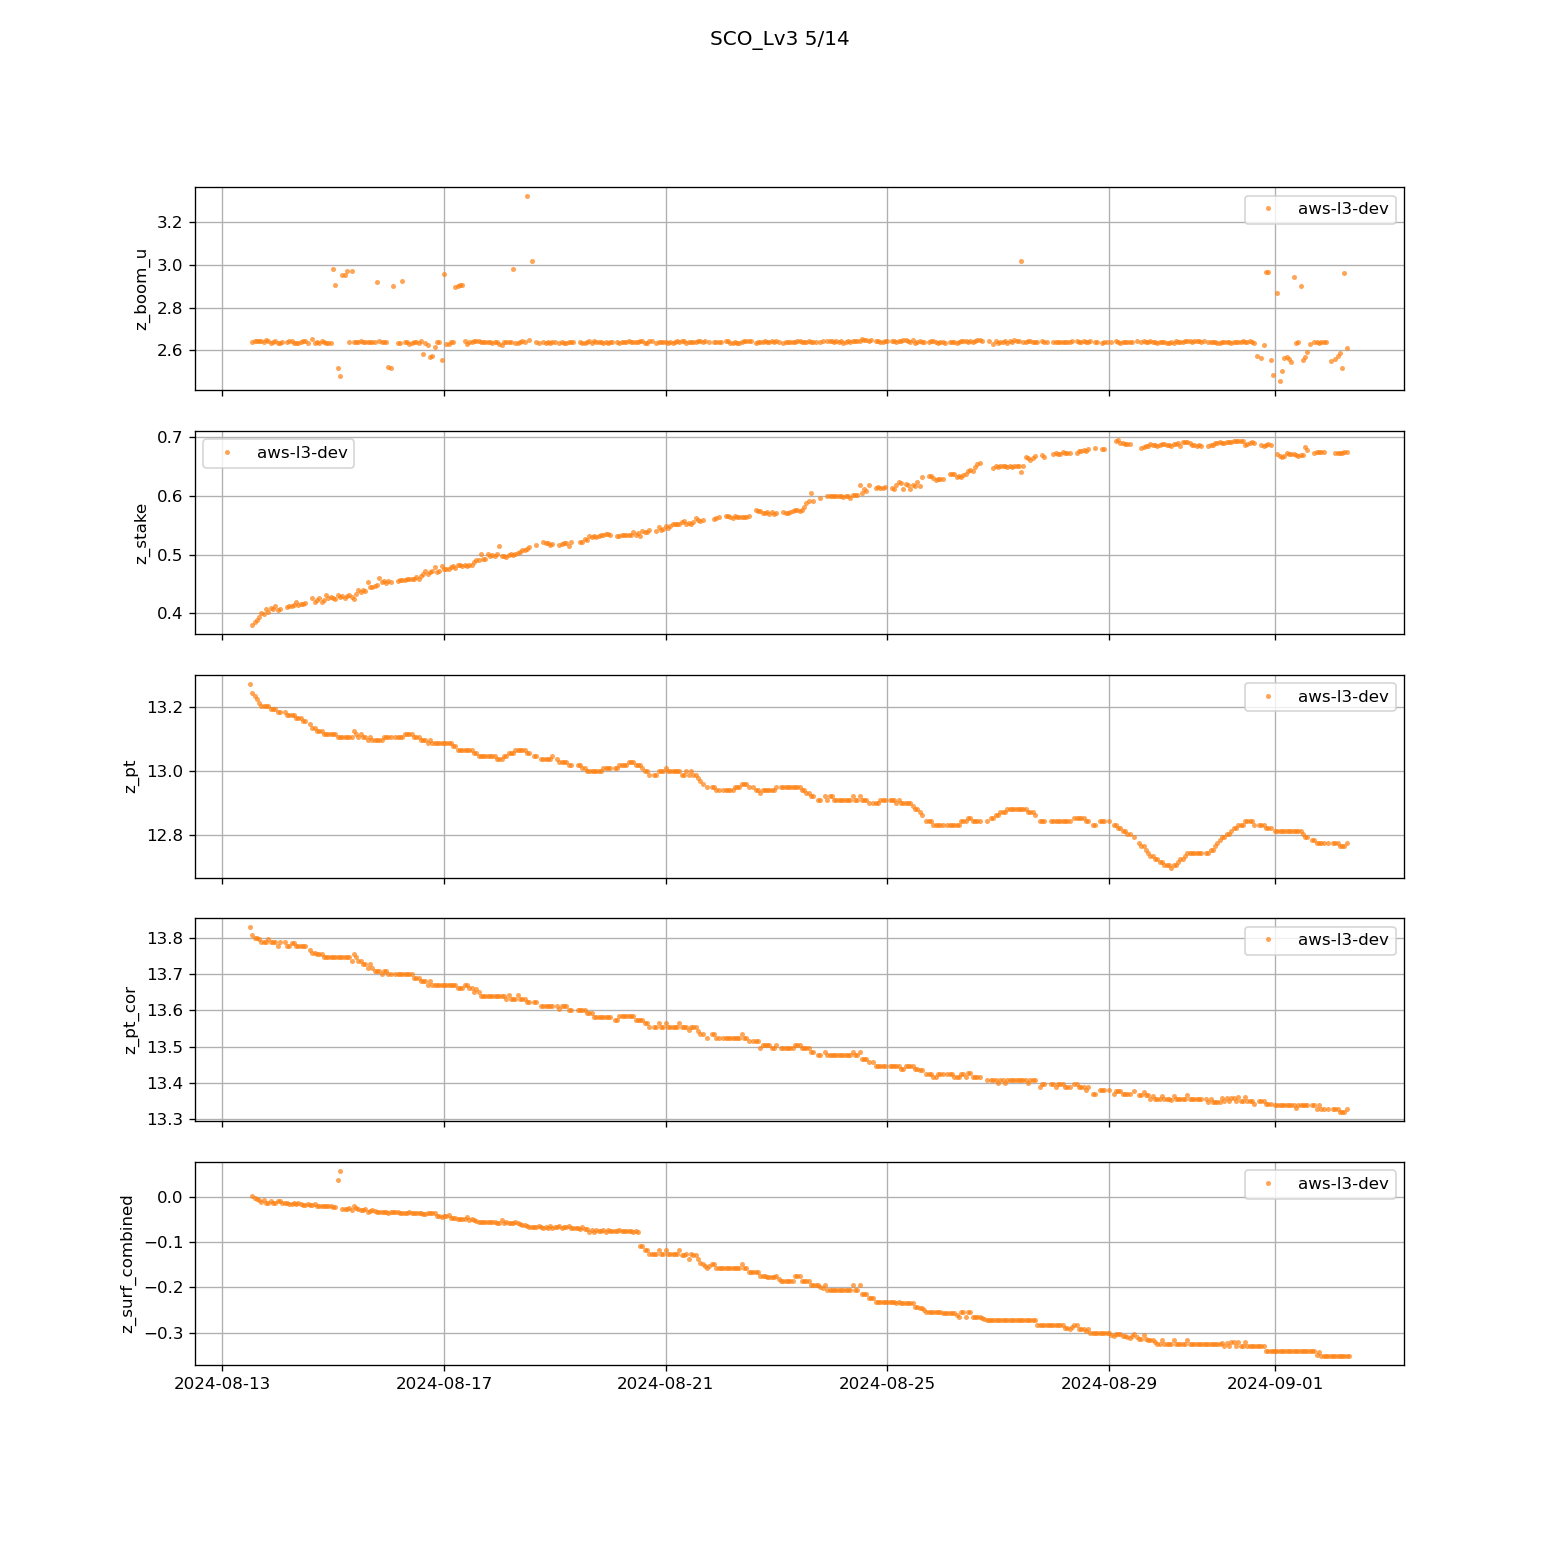 SCO_Lv3 5/14
z_boom_u
3.2
3.0
2.8
2.6
aws-l3-dev
z_stake
0.7
0.6
0.5
0.4
aws-l3-dev
z_pt
13.2
13.0
12.8
aws-l3-dev
z_pt_cor
13.8
13.7
13.6
13.5
13.4
13.3
aws-l3-dev
z_surf_combined
0.0
−0.1
−0.2
−0.3
aws-l3-dev
2024-08-13 2024-08-17 2024-08-21 2024-08-25 2024-08-29 2024-09-01